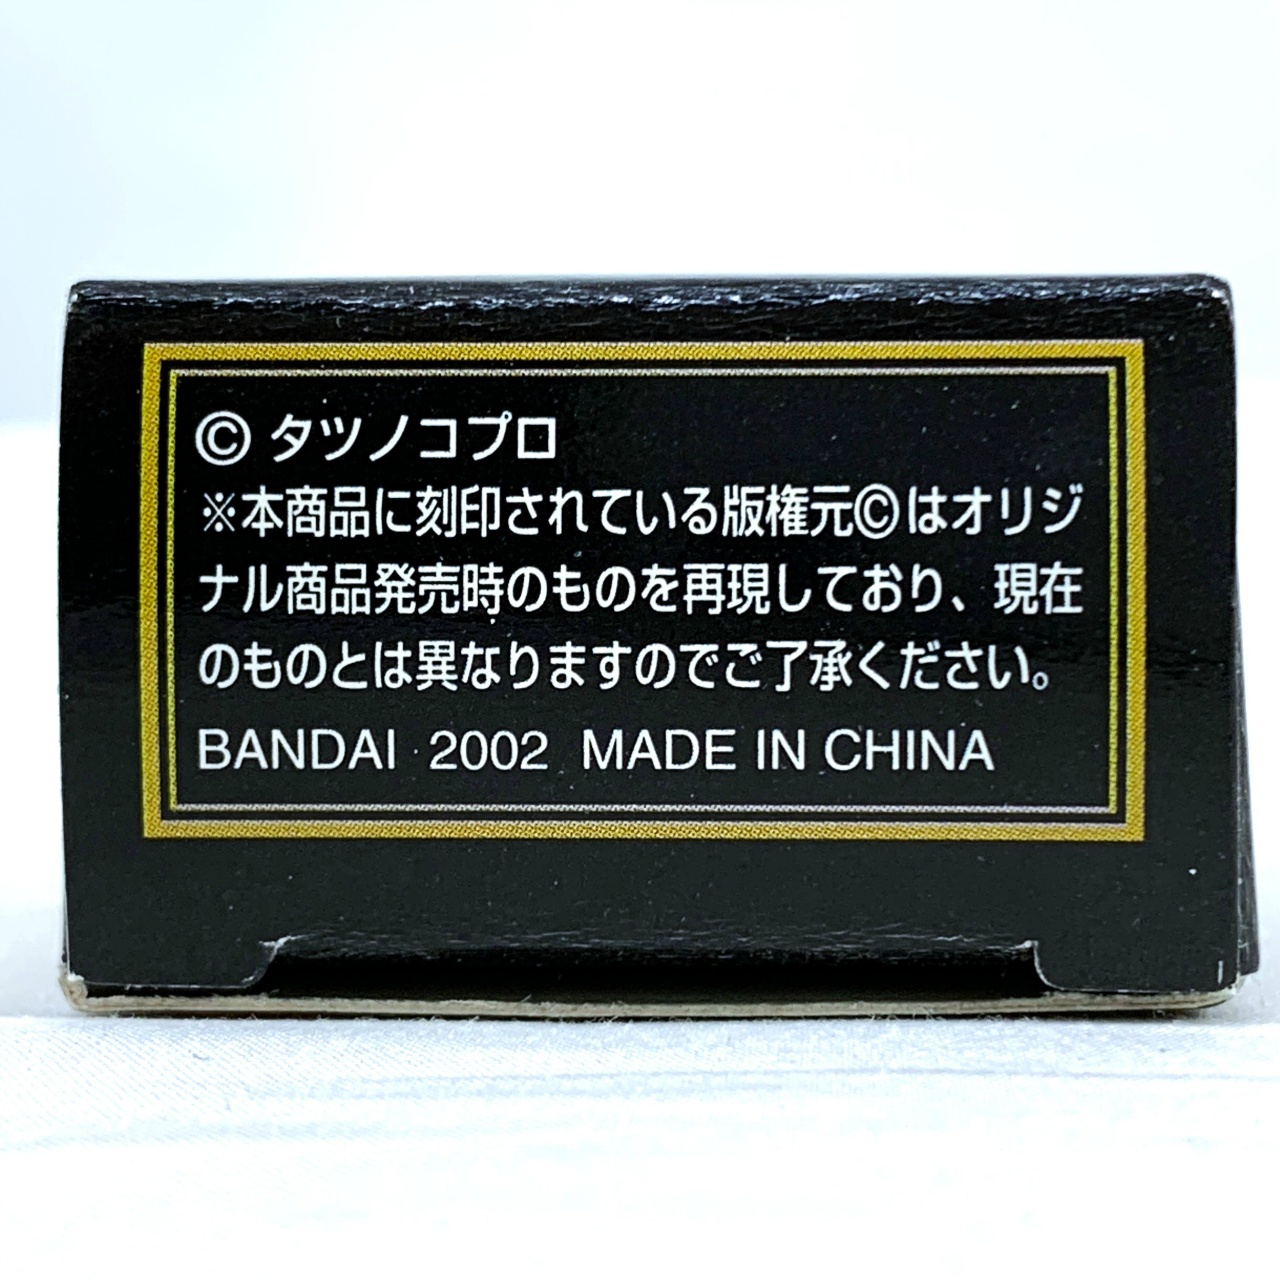 © タツノコプロ
※本商品に刻印されている版権元©はオリジ
ナル商品発売時のものを再現しており、現在
のものとは異なりますのでご了承ください。
BANDAI 2002 MADE IN CHINA